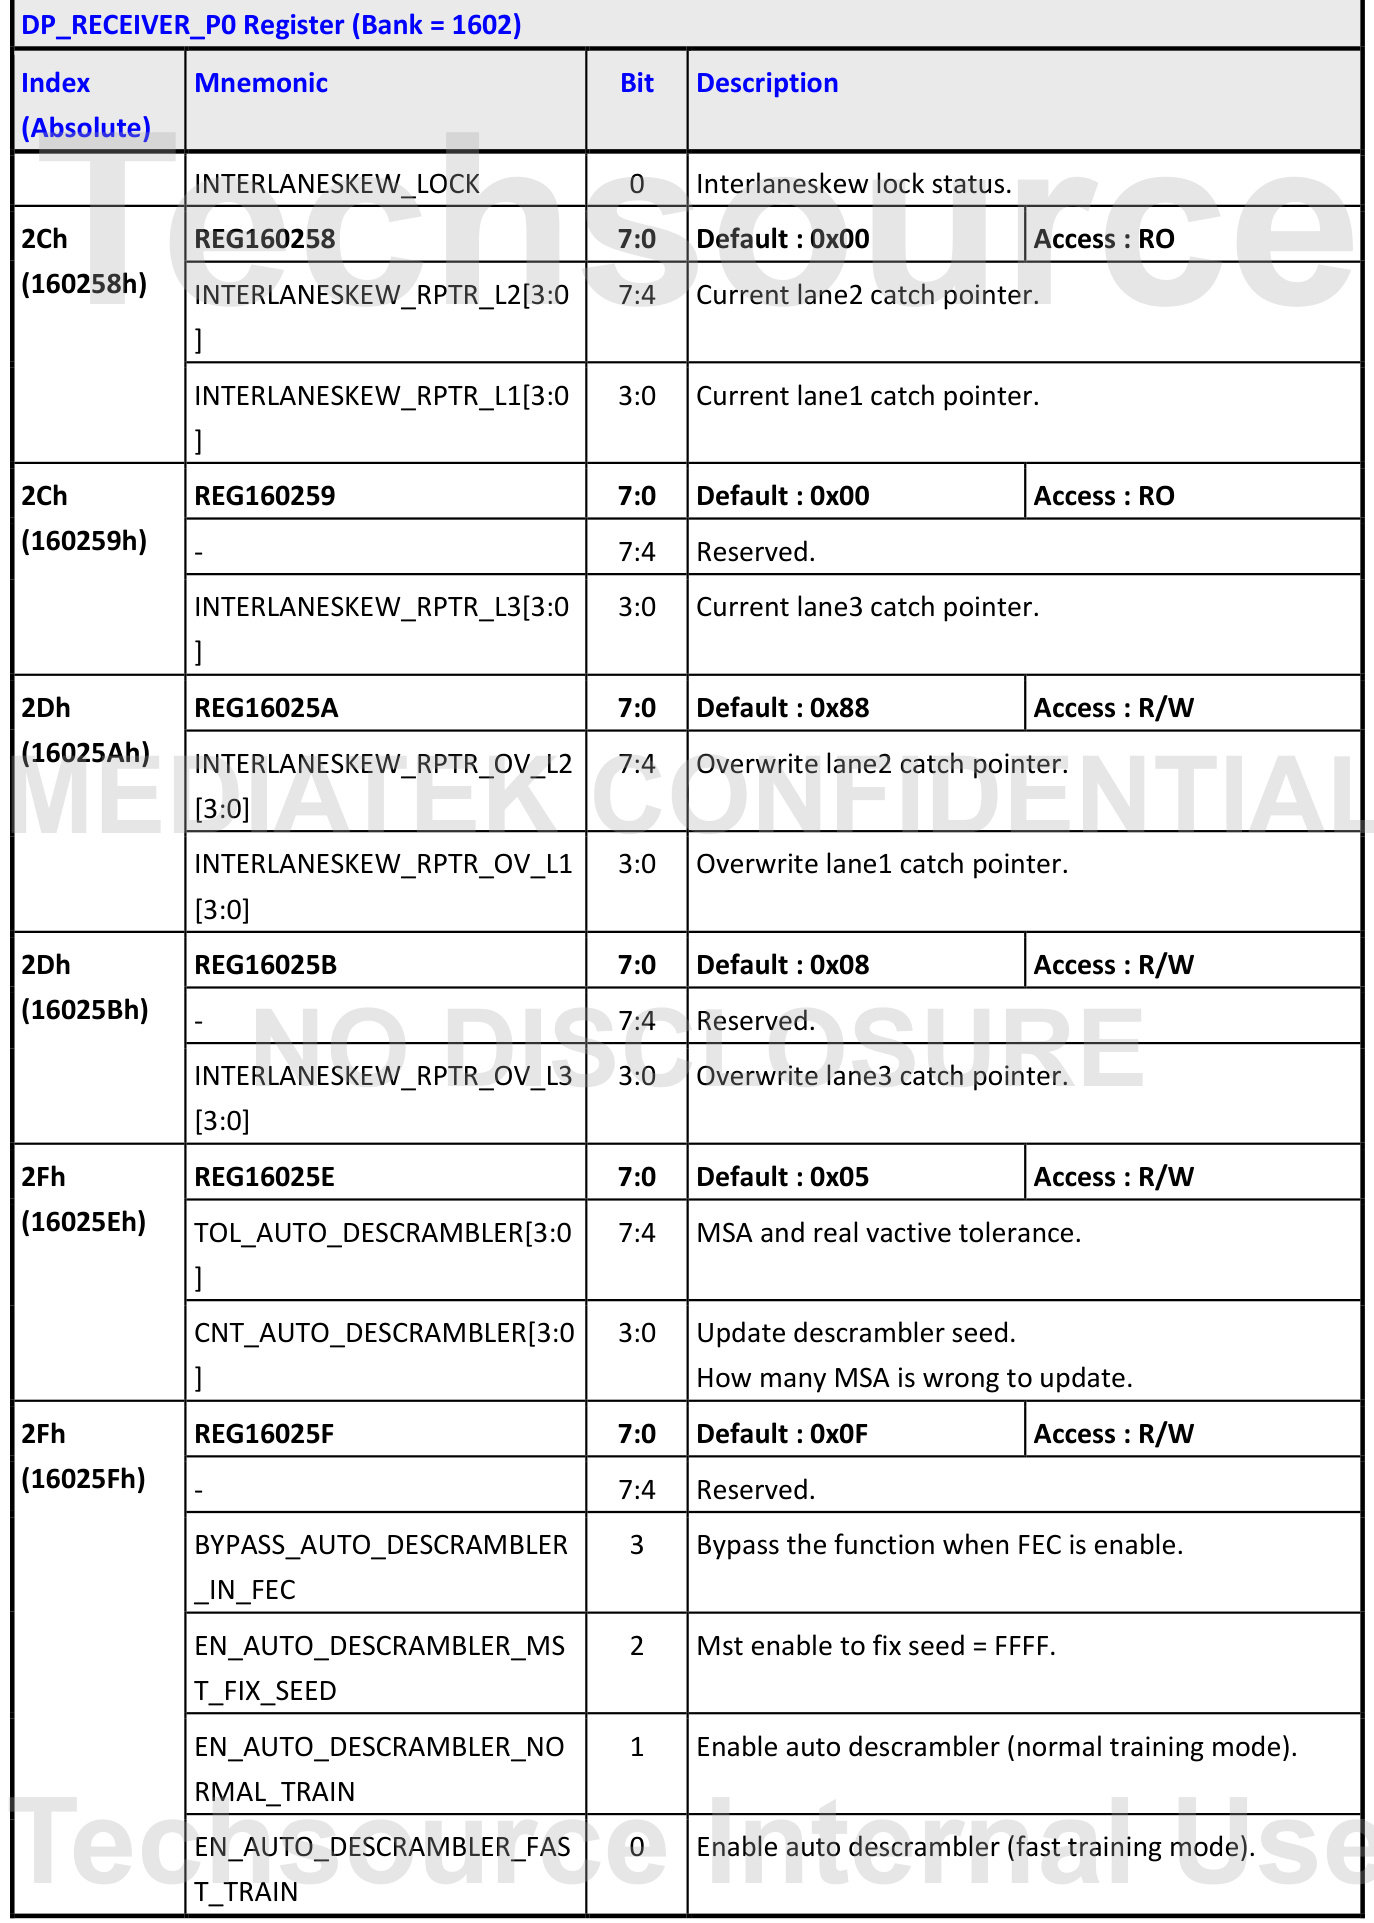 DP_RECEIVER_P0 Register (Bank = 1602)
Index
(Absolute)
Mnemonic
Bit
Description
INTERLANESKEW_LOCK
0
Interlaneskew lock status.
2Ch
(160258h)
REG160258
7:0
Default : 0x00
Access : RO
INTERLANESKEW_RPTR_L2[3:0
]
7:4
Current lane2 catch pointer.
INTERLANESKEW_RPTR_L1[3:0
]
3:0
Current lane1 catch pointer.
2Ch
(160259h)
REG160259
7:0
Default : 0x00
Access : RO
-
7:4
Reserved.
INTERLANESKEW_RPTR_L3[3:0
]
3:0
Current lane3 catch pointer.
2Dh
(16025Ah)
REG16025A
7:0
Default : 0x88
Access : R/W
INTERLANESKEW_RPTR_OV_L2
[3:0]
7:4
Overwrite lane2 catch pointer.
INTERLANESKEW_RPTR_OV_L1
[3:0]
3:0
Overwrite lane1 catch pointer.
2Dh
(16025Bh)
REG16025B
7:0
Default : 0x08
Access : R/W
-
7:4
Reserved.
INTERLANESKEW_RPTR_OV_L3
[3:0]
3:0
Overwrite lane3 catch pointer.
2Fh
(16025Eh)
REG16025E
7:0
Default : 0x05
Access : R/W
TOL_AUTO_DESCRAMBLER[3:0
]
7:4
MSA and real vactive tolerance.
CNT_AUTO_DESCRAMBLER[3:0
]
3:0
Update descrambler seed.
How many MSA is wrong to update.
2Fh
(16025Fh)
REG16025F
7:0
Default : 0x0F
Access : R/W
-
7:4
Reserved.
BYPASS_AUTO_DESCRAMBLER
_IN_FEC
3
Bypass the function when FEC is enable.
EN_AUTO_DESCRAMBLER_MS
T_FIX_SEED
2
Mst enable to fix seed = FFFF.
EN_AUTO_DESCRAMBLER_NO
RMAL_TRAIN
1
Enable auto descrambler (normal training mode).
EN_AUTO_DESCRAMBLER_FAS
T_TRAIN
0
Enable auto descrambler (fast training mode).
Techsource
MEDIATEK CONFIDENTIAL
NO DISCLOSURE
Techsource Internal Use